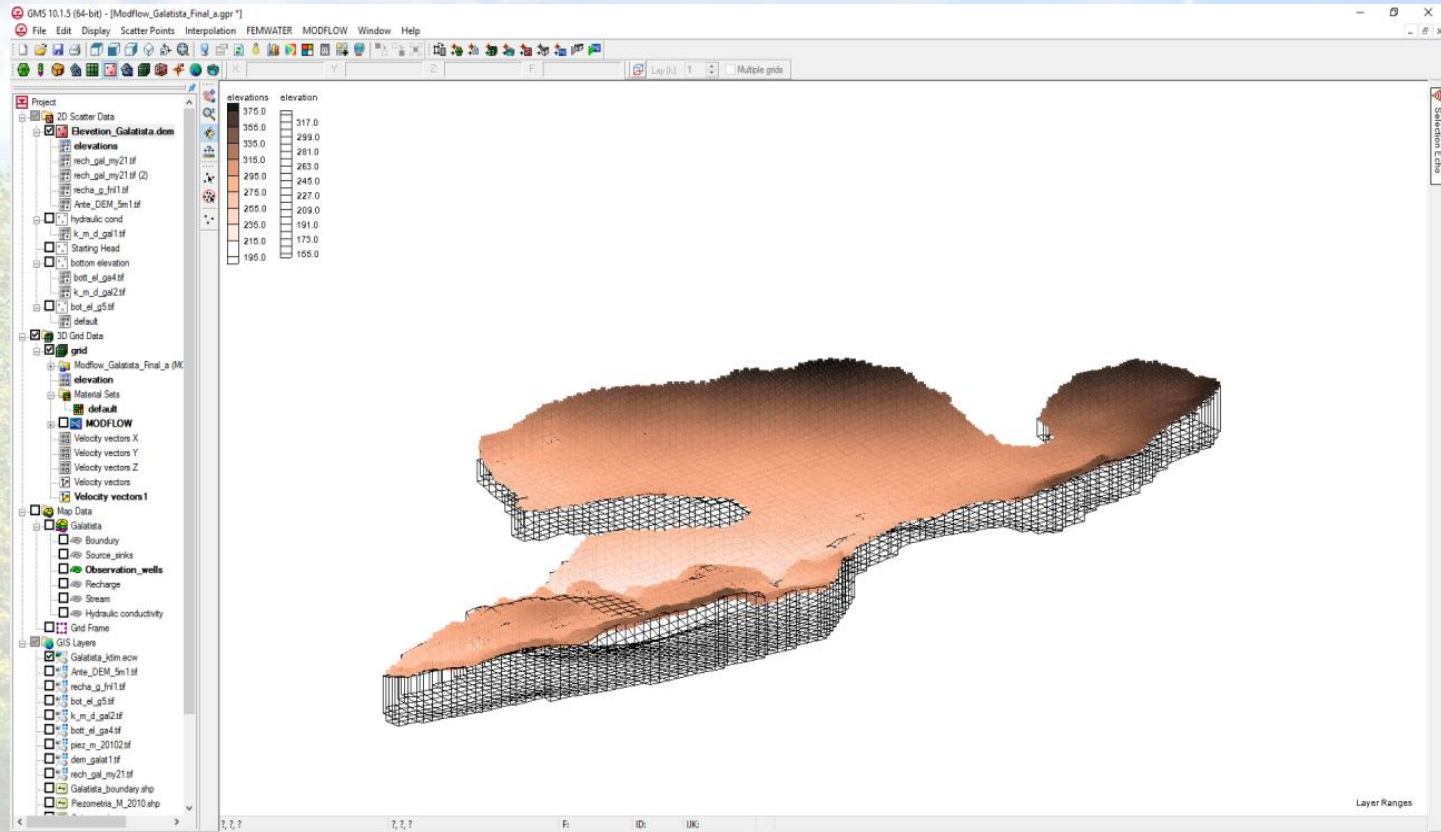 GMS 10.1.5 (64-bit) - [Modflow_Galatista_Final_a.gpr *]
File Edit Display Scatter Points Interpolation FEMWATER MODFLOW Window Help
X: Y: Z: F: Lay (k): 1 Multiple grids
Project
2D Scatter Data
Elevetion_Galatista.dem
elevations
rech_gal_my21.tif
rech_gal_my21.tif (2)
recha_g_fnl1.tif
Ante_DEM_5m1.tif
hydraulic cond
k_m_d_gal1.tif
Starting Head
bottom elevation
bott_el_ga4.tif
k_m_d_gal2.tif
bot_el_g5.tif
default
3D Grid Data
grid
Modflow_Galatista_Final_a (MO
elevation
Material Sets
default
MODFLOW
Velocity vectors X
Velocity vectors Y
Velocity vectors Z
Velocity vectors
Velocity vectors1
Map Data
Galatista
Boundury
Source_sinks
Observation_wells
Recharge
Stream
Hydraulic conductivity
Grid Frame
GIS Layers
Galatista_ktim.ecw
Ante_DEM_5m1.tif
recha_g_fnl1.tif
bot_el_g5.tif
k_m_d_gal2.tif
bott_el_ga4.tif
piez_m_20102.tif
dem_galat1.tif
rech_gal_my21.tif
Galatista_boundary.shp
Piezometria_M_2010.shp
elevations
375.0
355.0
335.0
315.0
295.0
275.0
255.0
235.0
215.0
195.0
elevation
317.0
299.0
281.0
263.0
245.0
227.0
209.0
191.0
173.0
155.0
Selection Echo
Layer Ranges
?, ?, ? ?, ?, ? F: ID: IJK: